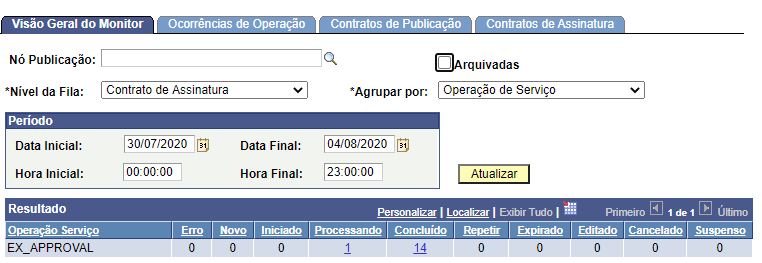 Visão Geral do Monitor Ocorrências de Operação Contratos de Publicação Contratos de Assinatura
Nó Publicação: Arquivadas
*Nível da Fila: Contrato de Assinatura *Agrupar por: Operação de Serviço
Período
Data Inicial: 30/07/2020 31 Data Final: 04/08/2020 31
Hora Inicial: 00:00:00 Hora Final: 23:00:00 Atualizar
Resultado Personalizar | Localizar | Exibir Tudo | Primeiro 1 de 1 Último
Operação Serviço Erro Novo Iniciado Processando Concluído Repetir Expirado Editado Cancelado Suspenso
EX_APPROVAL 0 0 0 1 14 0 0 0 0 0